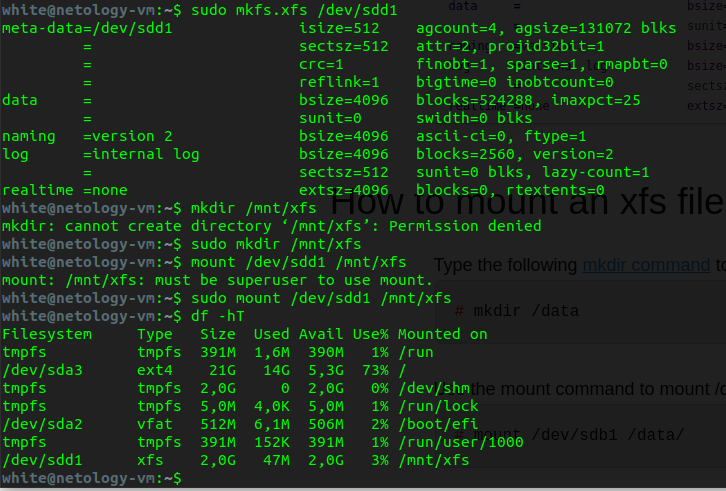 white@netology-vm:~$ sudo mkfs.xfs /dev/sdd1
meta-data=/dev/sdd1              isize=512    agcount=4, agsize=131072 blks
         =                       sectsz=512   attr=2, projid32bit=1
         =                       crc=1        finobt=1, sparse=1, rmapbt=0
         =                       reflink=1    bigtime=0 inobtcount=0
data     =                       bsize=4096   blocks=524288, imaxpct=25
         =                       sunit=0      swidth=0 blks
naming   =version 2              bsize=4096   ascii-ci=0, ftype=1
log      =internal log           bsize=4096   blocks=2560, version=2
         =                       sectsz=512   sunit=0 blks, lazy-count=1
realtime =none                   extsz=4096   blocks=0, rtextents=0
white@netology-vm:~$ mkdir /mnt/xfs
mkdir: cannot create directory ‘/mnt/xfs’: Permission denied
white@netology-vm:~$ sudo mkdir /mnt/xfs
white@netology-vm:~$ mount /dev/sdd1 /mnt/xfs
mount: /mnt/xfs: must be superuser to use mount.
white@netology-vm:~$ sudo mount /dev/sdd1 /mnt/xfs
white@netology-vm:~$ df -hT
Filesystem     Type   Size  Used Avail Use% Mounted on
tmpfs          tmpfs  391M  1,6M  390M   1% /run
/dev/sda3      ext4    21G   14G  5,3G  73% /
tmpfs          tmpfs  2,0G     0  2,0G   0% /dev/shm
tmpfs          tmpfs  5,0M  4,0K  5,0M   1% /run/lock
/dev/sda2      vfat   512M  6,1M  506M   2% /boot/efi
tmpfs          tmpfs  391M  152K  391M   1% /run/user/1000
/dev/sdd1      xfs    2,0G   47M  2,0G   3% /mnt/xfs
white@netology-vm:~$
data = bsize
sunit=
bsize
bsize
sectsz
extsz=
How to mount an xfs file
Type the following mkdir command to
# mkdir /data
the mount command to mount /d
# mount /dev/sdb1 /data/